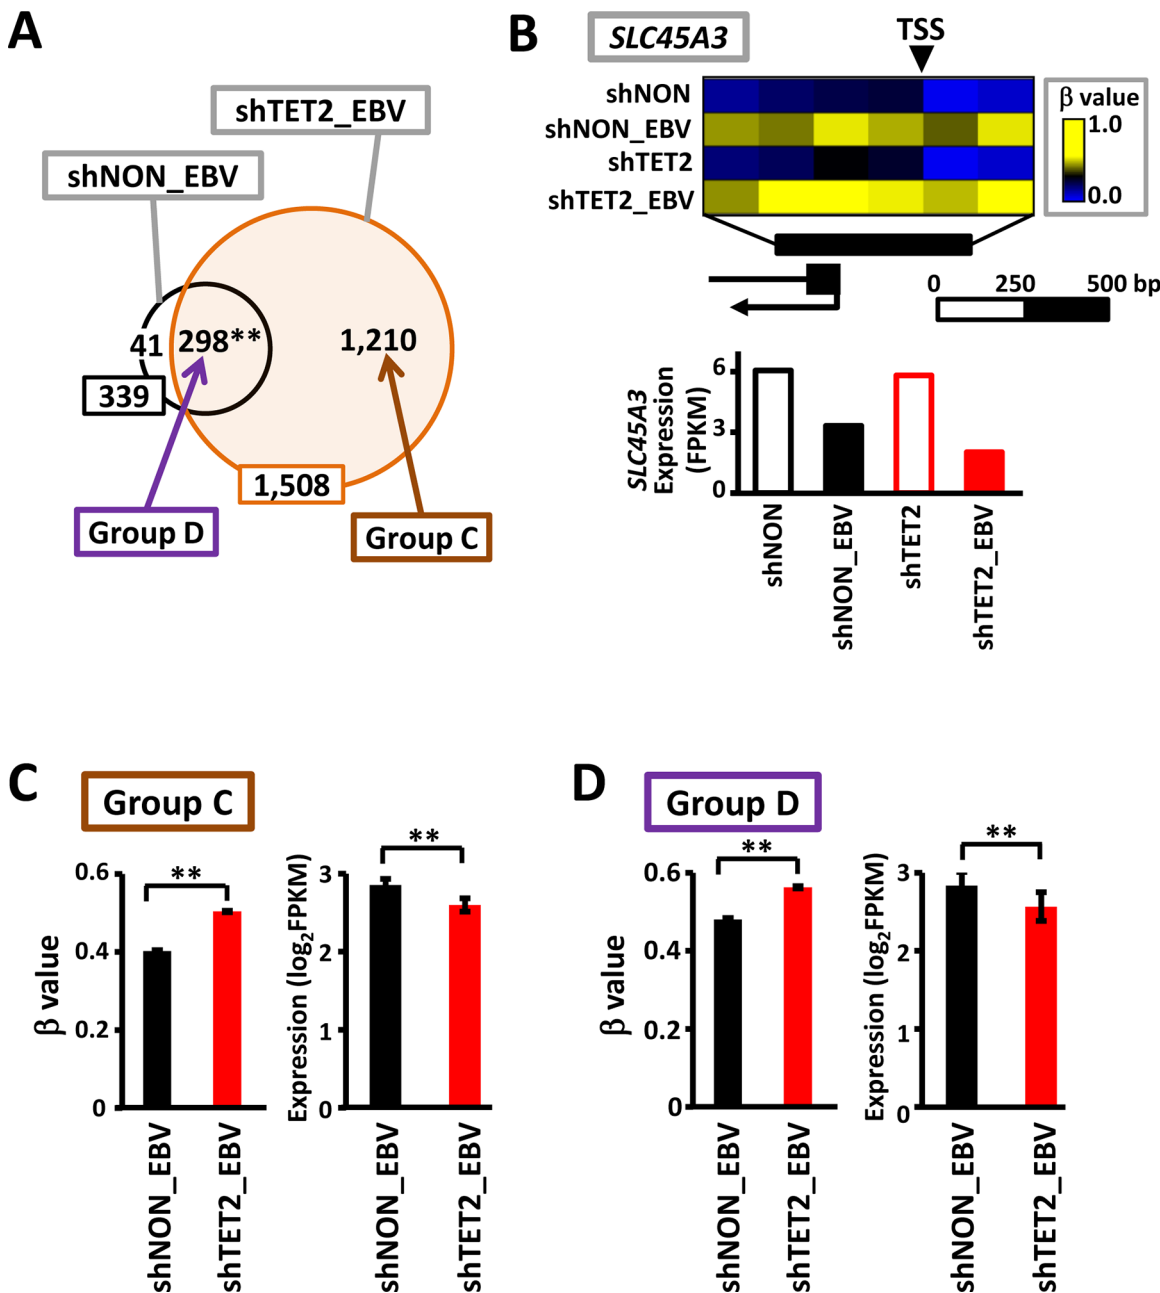 A
shTET2_EBV
shNON_EBV
41
298**
1,210
339
1,508
Group D
Group C
B
SLC45A3
TSS
shNON
shNON_EBV
shTET2
shTET2_EBV
β value
1.0
0.0
0
250
500 bp
SLC45A3
Expression
(FPKM)
6
3
0
shNON
shNON_EBV
shTET2
shTET2_EBV
C
Group C
β value
0.6
0.4
0.2
0
**
shNON_EBV
shTET2_EBV
Expression (log₂FPKM)
3
2
1
0
**
shNON_EBV
shTET2_EBV
D
Group D
β value
0.6
0.4
0.2
0
**
shNON_EBV
shTET2_EBV
Expression (log₂FPKM)
3
2
1
0
**
shNON_EBV
shTET2_EBV